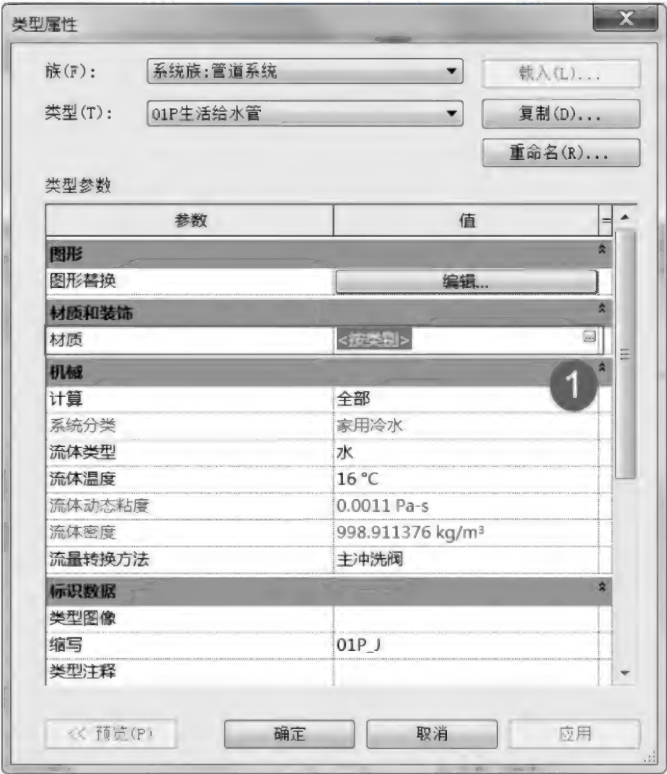 类型属性
族(F): 系统族:管道系统 载入(L)...
类型(T): 01P生活给水管 复制(D)...
重命名(R)...
类型参数
参数 值 =
图形
图形替换 编辑...
材质和装饰
材质 <按类别>
机械
1
计算 全部
系统分类 家用冷水
流体类型 水
流体温度 16 °C
流体动态粘度 0.0011 Pa-s
流体密度 998.911376 kg/m³
流量转换方法 主冲洗阀
标识数据
类型图像
缩写 01P_J
类型注释
<< 预览(P) 确定 取消 应用